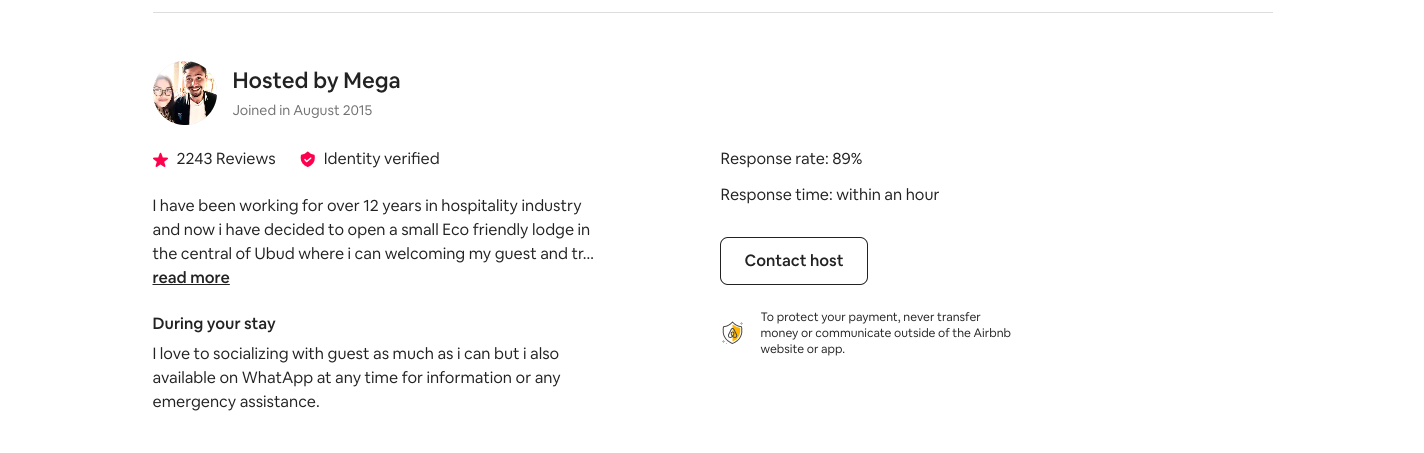 Hosted by Mega
Joined in August 2015
2243 Reviews
Identity verified
I have been working for over 12 years in hospitality industry
and now i have decided to open a small Eco friendly lodge in
the central of Ubud where i can welcoming my guest and tr...
read more
During your stay
I love to socializing with guest as much as i can but i also
available on WhatApp at any time for information or any
emergency assistance.
Response rate: 89%
Response time: within an hour
Contact host
To protect your payment, never transfer
money or communicate outside of the Airbnb
website or app.